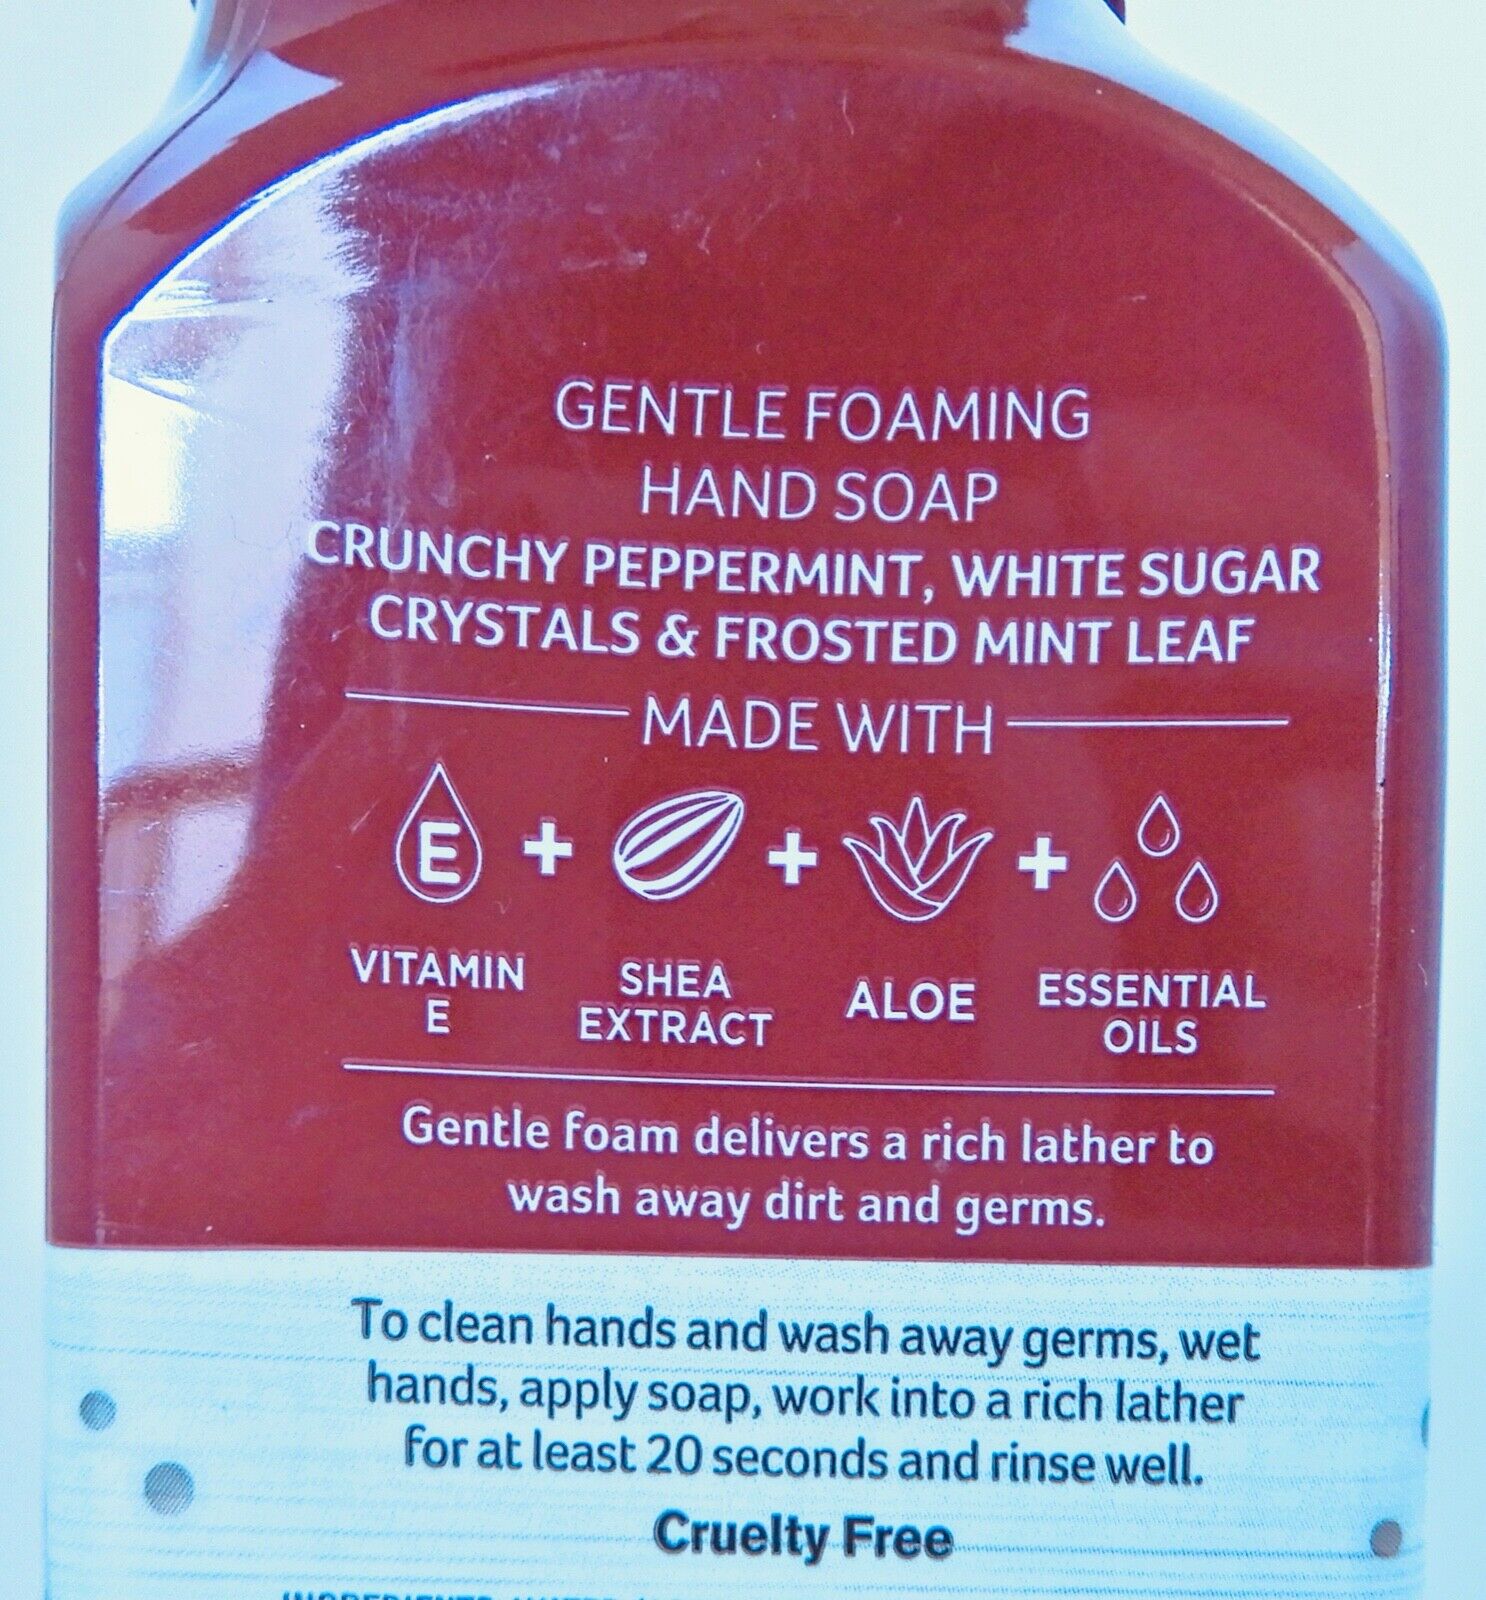 GENTLE FOAMING
HAND SOAP
CRUNCHY PEPPERMINT, WHITE SUGAR
CRYSTALS & FROSTED MINT LEAF
MADE WITH
E + + +
VITAMIN E
SHEA EXTRACT
ALOE
ESSENTIAL OILS
Gentle foam delivers a rich lather to
wash away dirt and germs.
To clean hands and wash away germs, wet
hands, apply soap, work into a rich lather
for at least 20 seconds and rinse well.
Cruelty Free